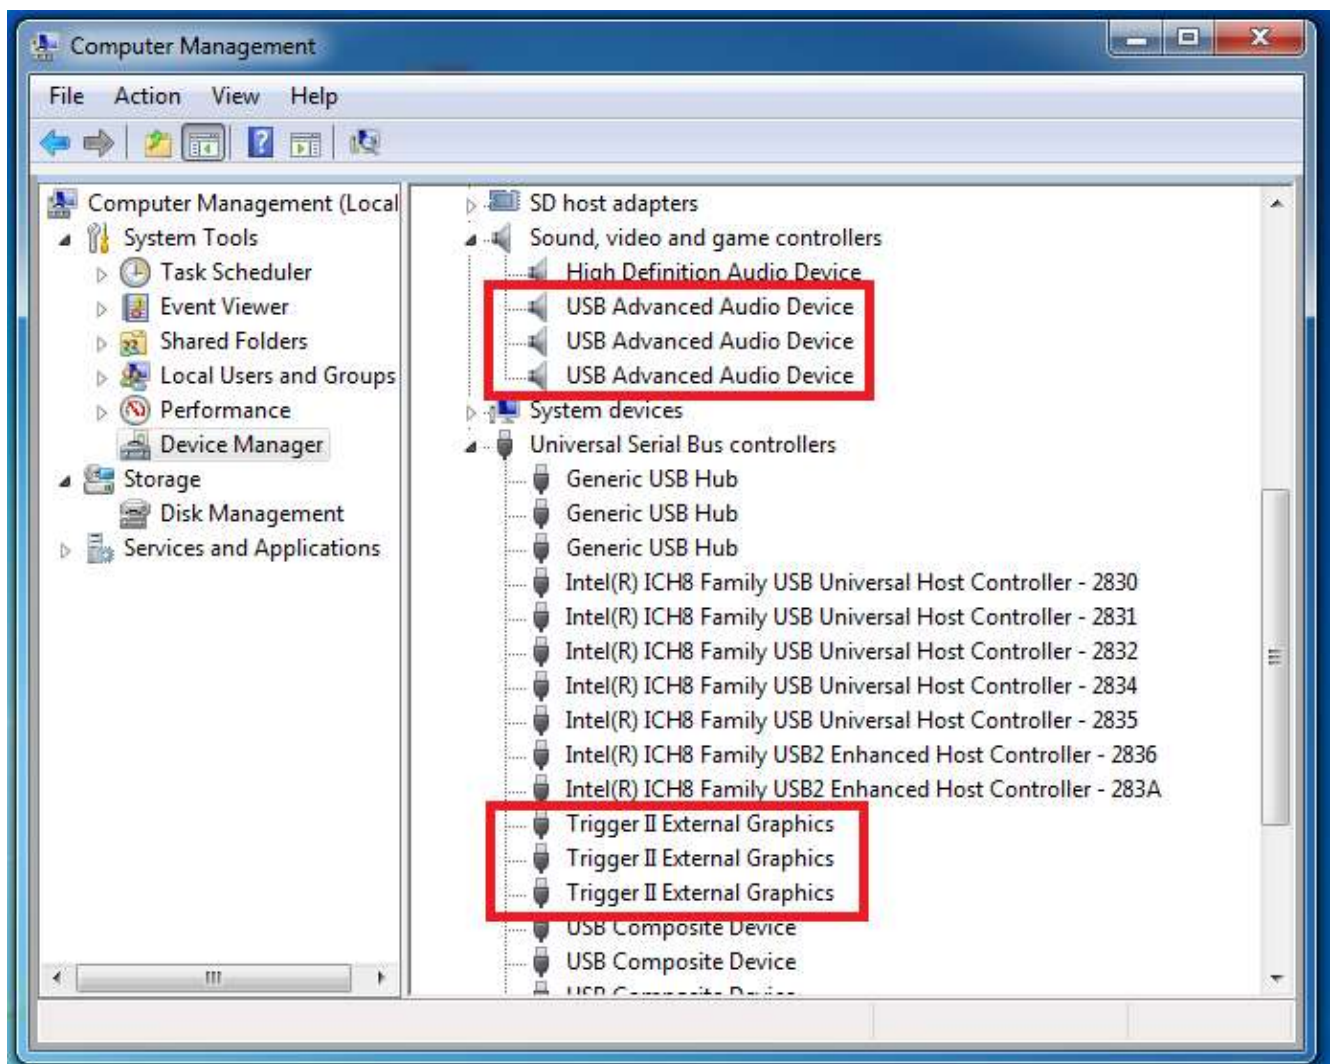 Computer Management
File Action View Help
Computer Management (Local
System Tools
Task Scheduler
Event Viewer
Shared Folders
Local Users and Groups
Performance
Device Manager
Storage
Disk Management
Services and Applications
SD host adapters
Sound, video and game controllers
High Definition Audio Device
USB Advanced Audio Device
USB Advanced Audio Device
USB Advanced Audio Device
System devices
Universal Serial Bus controllers
Generic USB Hub
Generic USB Hub
Generic USB Hub
Intel(R) ICH8 Family USB Universal Host Controller - 2830
Intel(R) ICH8 Family USB Universal Host Controller - 2831
Intel(R) ICH8 Family USB Universal Host Controller - 2832
Intel(R) ICH8 Family USB Universal Host Controller - 2834
Intel(R) ICH8 Family USB Universal Host Controller - 2835
Intel(R) ICH8 Family USB2 Enhanced Host Controller - 2836
Intel(R) ICH8 Family USB2 Enhanced Host Controller - 283A
Trigger II External Graphics
Trigger II External Graphics
Trigger II External Graphics
USB Composite Device
USB Composite Device
USB Composite Device